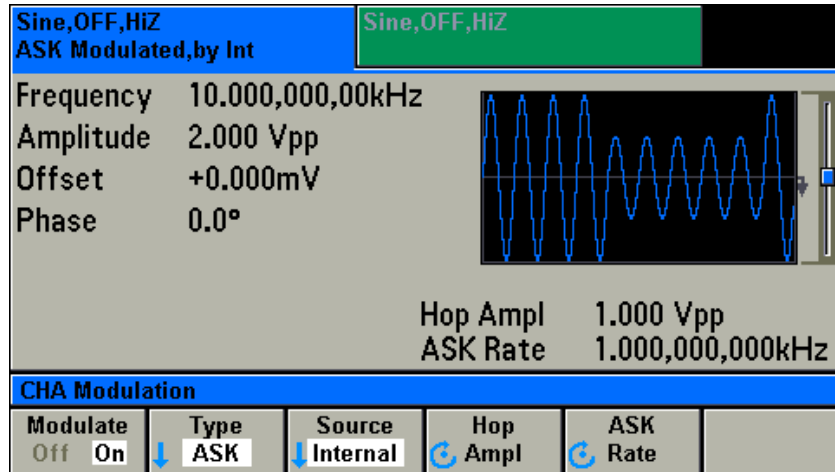 Sine,OFF,HiZ
ASK Modulated,by Int
Sine,OFF,HiZ
Frequency 10.000,000,00kHz
Amplitude 2.000 Vpp
Offset +0.000mV
Phase 0.0°
Hop Ampl 1.000 Vpp
ASK Rate 1.000,000,000kHz
CHA Modulation
Modulate Type Source Hop ASK
Off On ASK Internal Ampl Rate